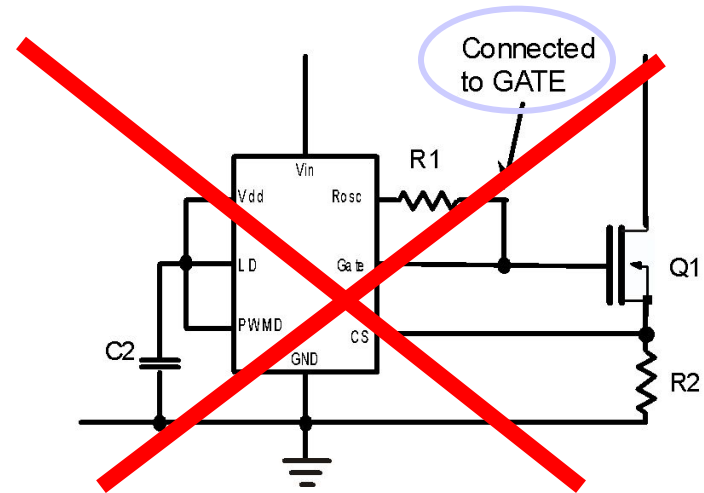 Connected
to GATE
R1
Vin
Vdd
Rosc
LD
Gate
Q1
PWMD
CS
C2
GND
R2